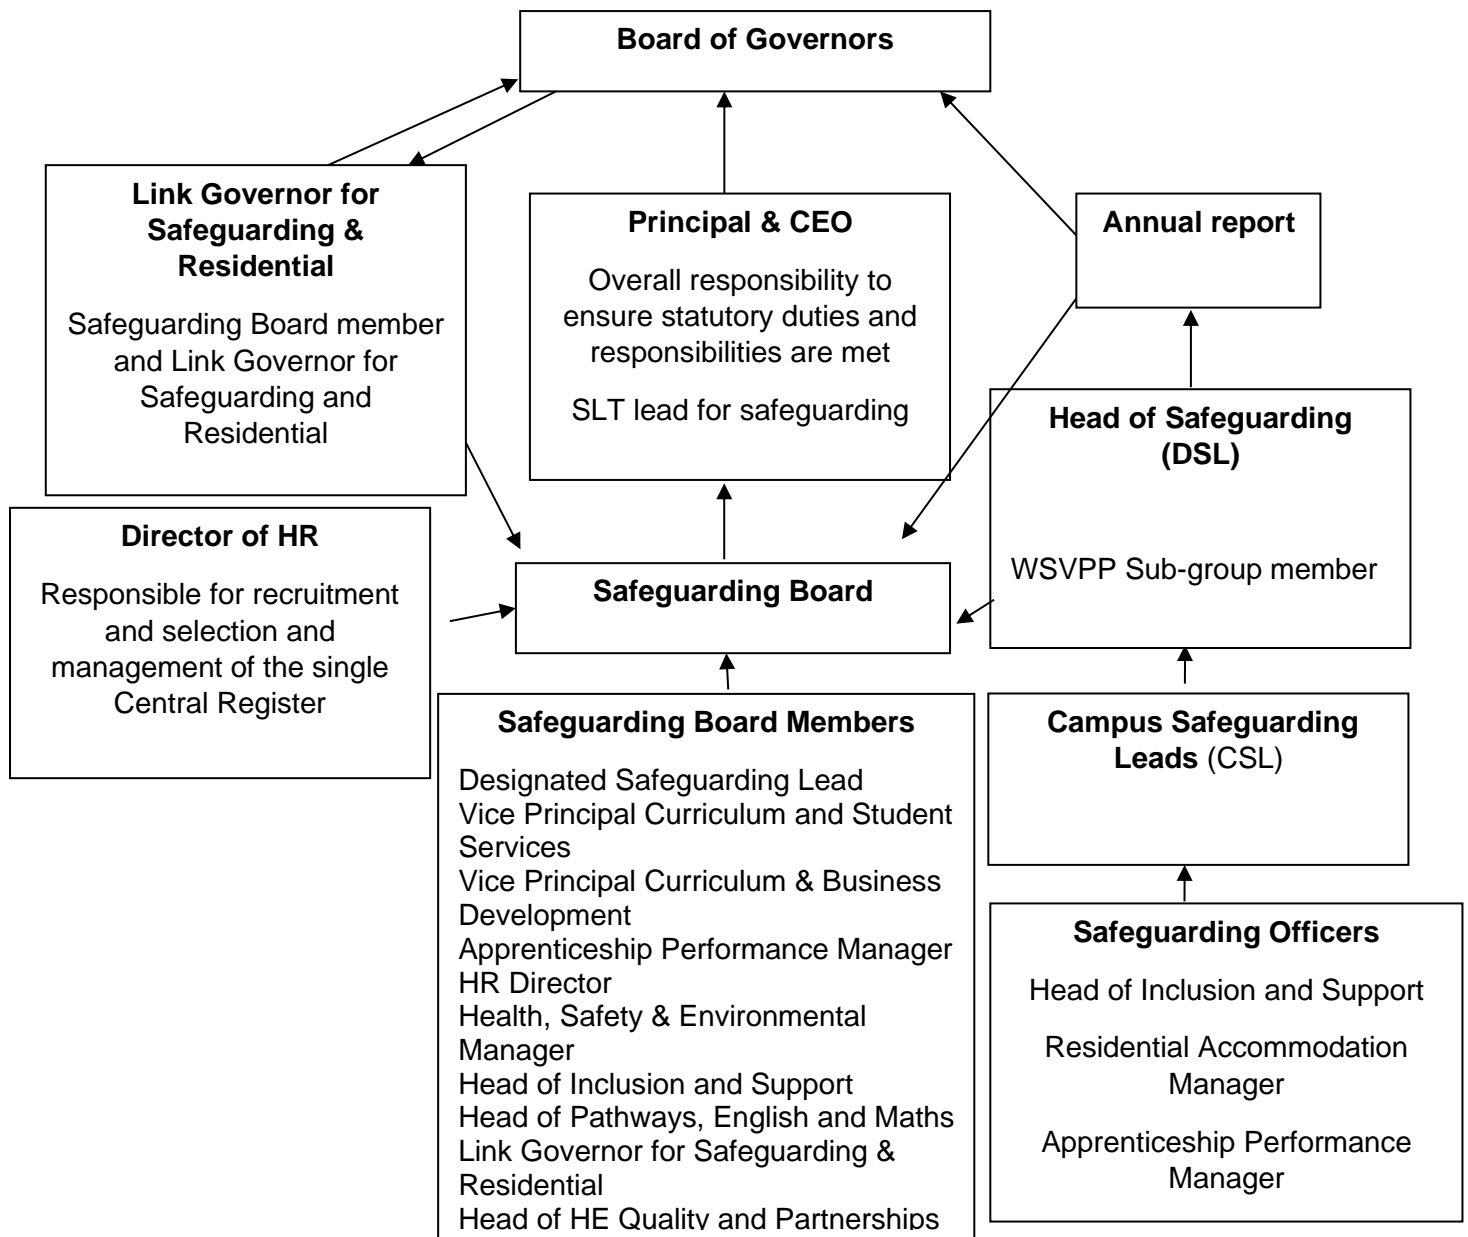 Board of Governors
Link Governor for
Safeguarding &
Residential
Safeguarding Board member
and Link Governor for
Safeguarding and
Residential
Principal & CEO
Overall responsibility to
ensure statutory duties and
responsibilities are met
SLT lead for safeguarding
Annual report
Head of Safeguarding
(DSL)
WSVPP Sub-group member
Director of HR
Responsible for recruitment
and selection and
management of the single
Central Register
Safeguarding Board
Safeguarding Board Members
Designated Safeguarding Lead
Vice Principal Curriculum and Student
Services
Vice Principal Curriculum & Business
Development
Apprenticeship Performance Manager
HR Director
Health, Safety & Environmental
Manager
Head of Inclusion and Support
Head of Pathways, English and Maths
Link Governor for Safeguarding &
Residential
Head of HE Quality and Partnerships
Campus Safeguarding
Leads (CSL)
Safeguarding Officers
Head of Inclusion and Support
Residential Accommodation
Manager
Apprenticeship Performance
Manager